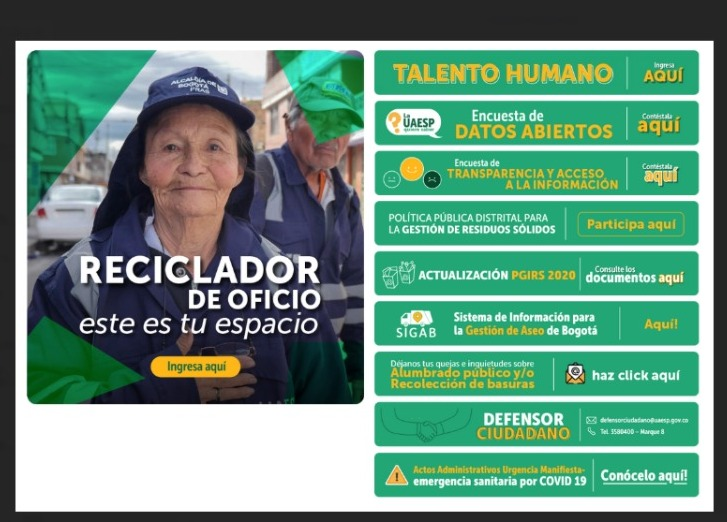 ALCALDÍA DE
BOGOTÁ
RECICLADOR
DE OFICIO
este es tu espacio
Ingresa aquí
TALENTO HUMANO
Ingresa
AQUÍ
La
UAESP
quiere saber
Encuesta de
DATOS ABIERTOS
Contéstala
aquí
Encuesta de
TRANSPARENCIA Y ACCESO
A LA INFORMACIÓN
Contéstala
aquí
POLÍTICA PÚBLICA DISTRITAL PARA
LA GESTIÓN DE RESIDUOS SÓLIDOS
Participa aquí
ACTUALIZACIÓN PGIRS 2020
Consulte los
documentos aquí
SIGAB
Sistema de Información para
la Gestión de Aseo de Bogotá
Aquí!
Déjanos tus quejas e inquietudes sobre
Alumbrado público y/o
Recolección de basuras
haz click aquí
DEFENSOR
CIUDADANO
defensorciudadano@uaesp.gov.co
Tel. 3580400 - Marque 8
Actos Administrativos Urgencia Manifiesta-
emergencia sanitaria por COVID 19
Conócelo aquí!